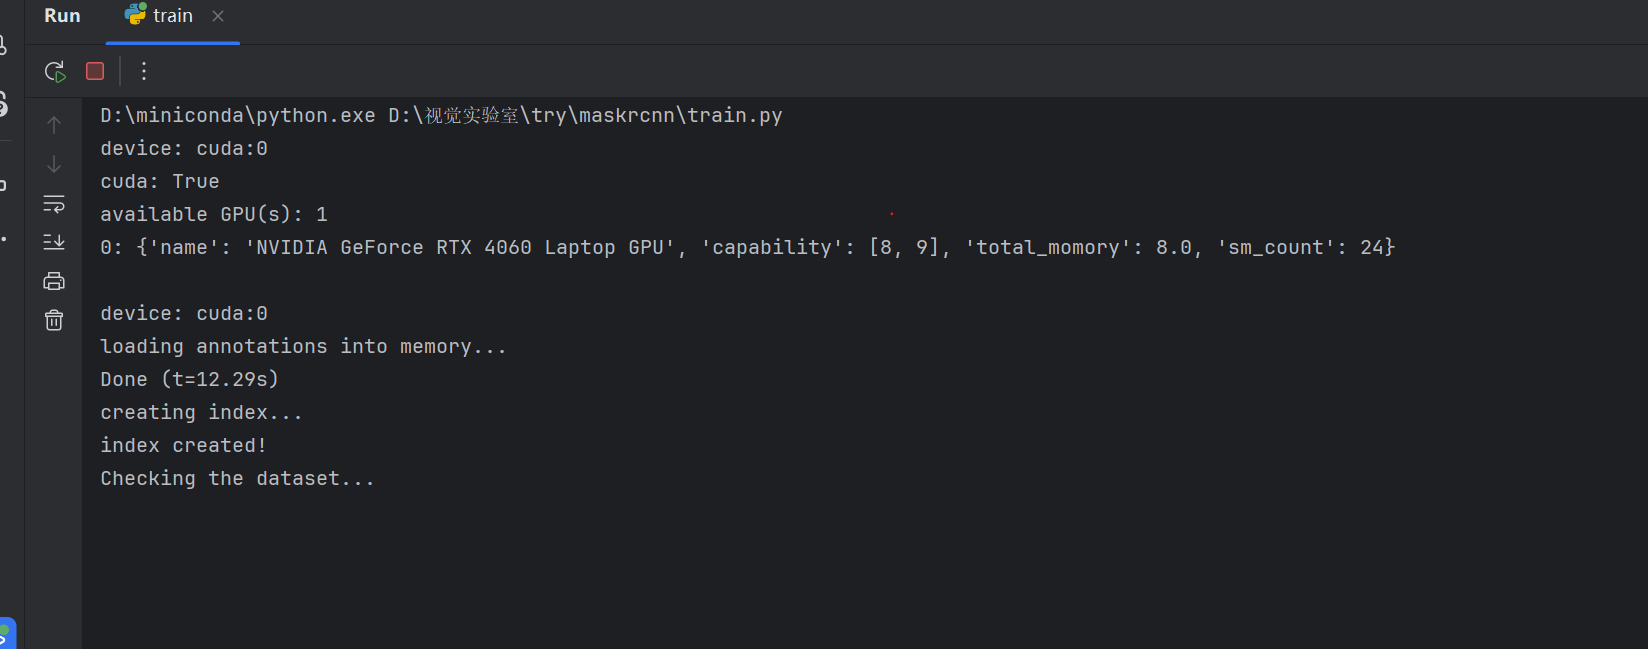 Run train
D:\miniconda\python.exe D:\视觉实验室\try\maskrcnn\train.py
device: cuda:0
cuda: True
available GPU(s): 1
0: {'name': 'NVIDIA GeForce RTX 4060 Laptop GPU', 'capability': [8, 9], 'total_momory': 8.0, 'sm_count': 24}
device: cuda:0
loading annotations into memory...
Done (t=12.29s)
creating index...
index created!
Checking the dataset...